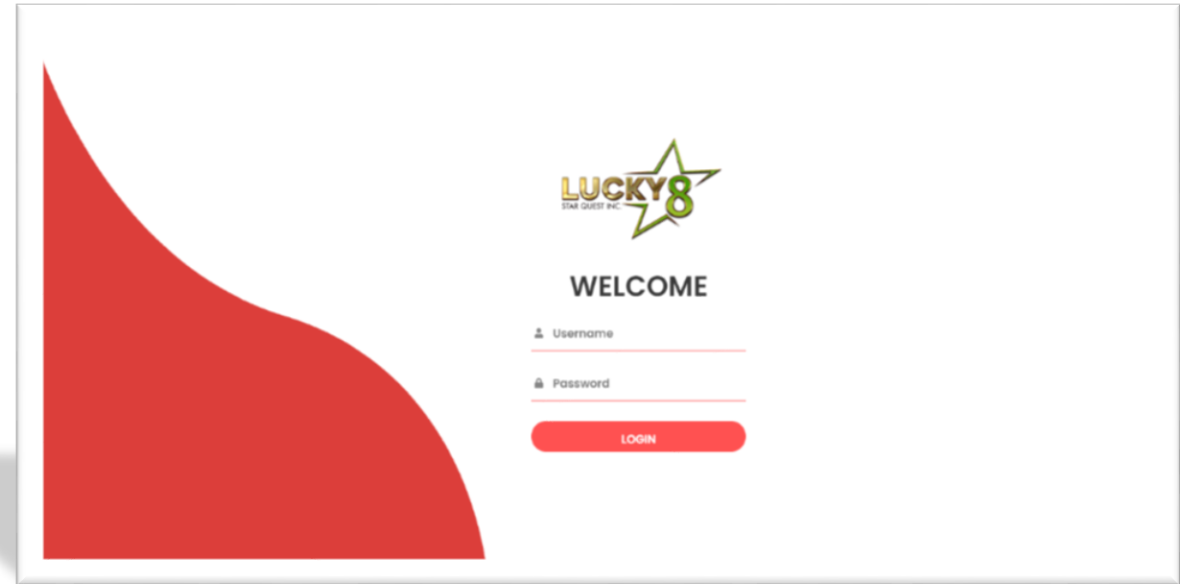 LUCKY8
STAR QUEST INC.
WELCOME
Username
Password
LOGIN